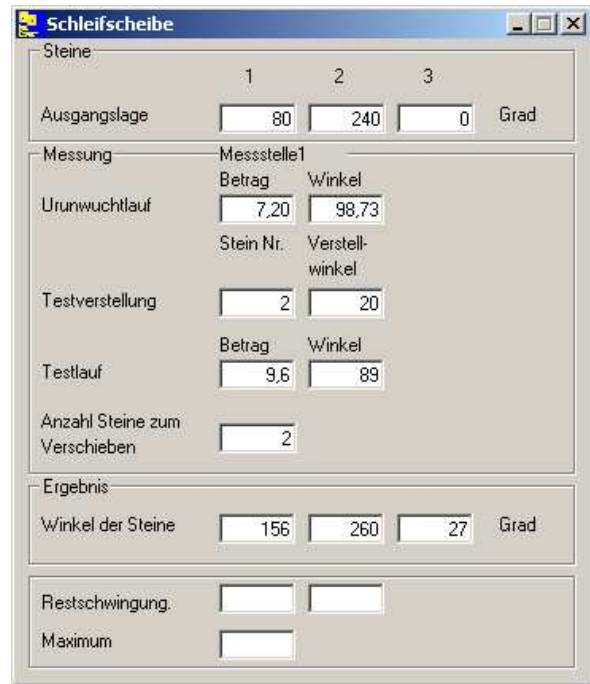 Schleifscheibe
Steine
1 2 3
Ausgangslage 80 240 0 Grad
Messung Messstelle1
Betrag Winkel
Urunwuchtlauf 7,20 98,73
Stein Nr. Verstell-
winkel
Testverstellung 2 20
Betrag Winkel
Testlauf 9,6 89
Anzahl Steine zum
Verschieben 2
Ergebnis
Winkel der Steine 156 260 27 Grad
Restschwingung.
Maximum